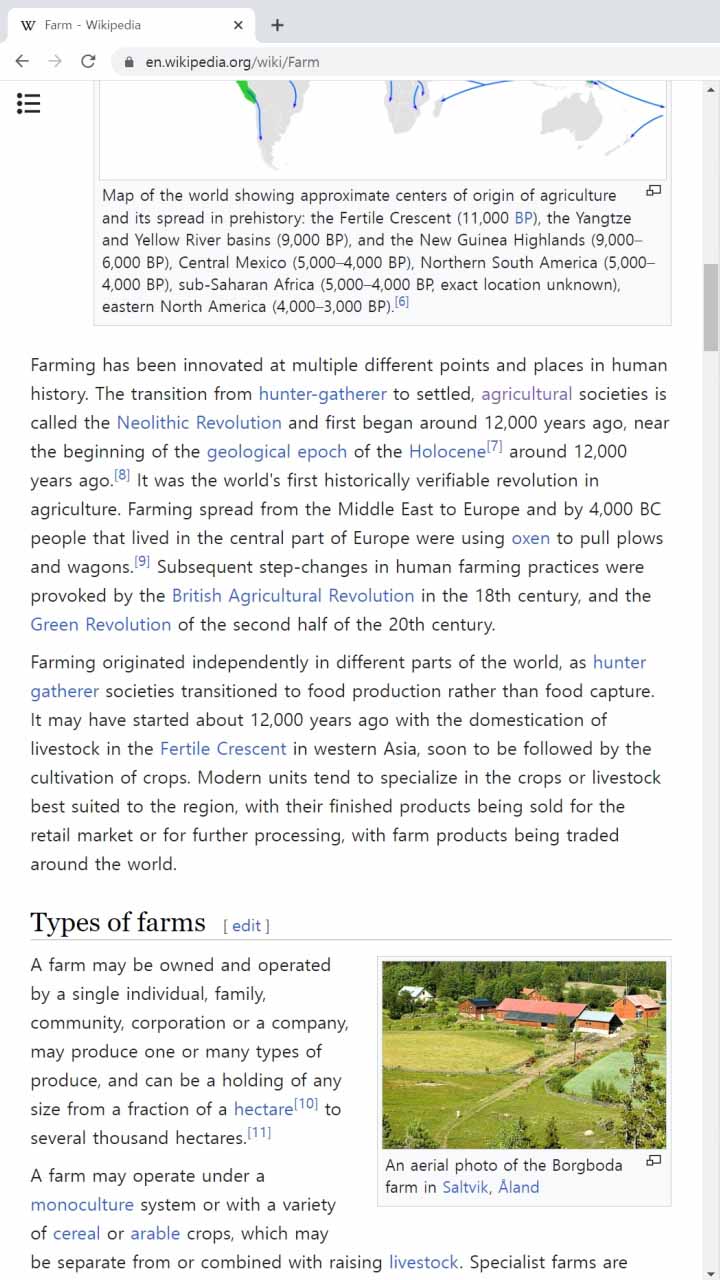 Farm - Wikipedia
en.wikipedia.org/wiki/Farm
Map of the world showing approximate centers of origin of agriculture
and its spread in prehistory: the Fertile Crescent (11,000 BP), the Yangtze
and Yellow River basins (9,000 BP), and the New Guinea Highlands (9,000–
6,000 BP), Central Mexico (5,000–4,000 BP), Northern South America (5,000–
4,000 BP), sub-Saharan Africa (5,000–4,000 BP, exact location unknown),
eastern North America (4,000–3,000 BP).[6]
Farming has been innovated at multiple different points and places in human
history. The transition from hunter-gatherer to settled, agricultural societies is
called the Neolithic Revolution and first began around 12,000 years ago, near
the beginning of the geological epoch of the Holocene[7] around 12,000
years ago.[8] It was the world's first historically verifiable revolution in
agriculture. Farming spread from the Middle East to Europe and by 4,000 BC
people that lived in the central part of Europe were using oxen to pull plows
and wagons.[9] Subsequent step-changes in human farming practices were
provoked by the British Agricultural Revolution in the 18th century, and the
Green Revolution of the second half of the 20th century.
Farming originated independently in different parts of the world, as hunter
gatherer societies transitioned to food production rather than food capture.
It may have started about 12,000 years ago with the domestication of
livestock in the Fertile Crescent in western Asia, soon to be followed by the
cultivation of crops. Modern units tend to specialize in the crops or livestock
best suited to the region, with their finished products being sold for the
retail market or for further processing, with farm products being traded
around the world.
Types of farms [ edit ]
A farm may be owned and operated
by a single individual, family,
community, corporation or a company,
may produce one or many types of
produce, and can be a holding of any
size from a fraction of a hectare[10] to
several thousand hectares.[11]
An aerial photo of the Borgboda
farm in Saltvik, Åland
A farm may operate under a
monoculture system or with a variety
of cereal or arable crops, which may
be separate from or combined with raising livestock. Specialist farms are